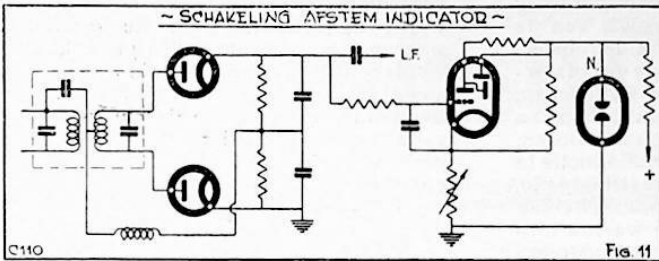 ~ SCHAKELING AFSTEM INDICATOR ~
L.F.
N.
+
C110
Fig. 11